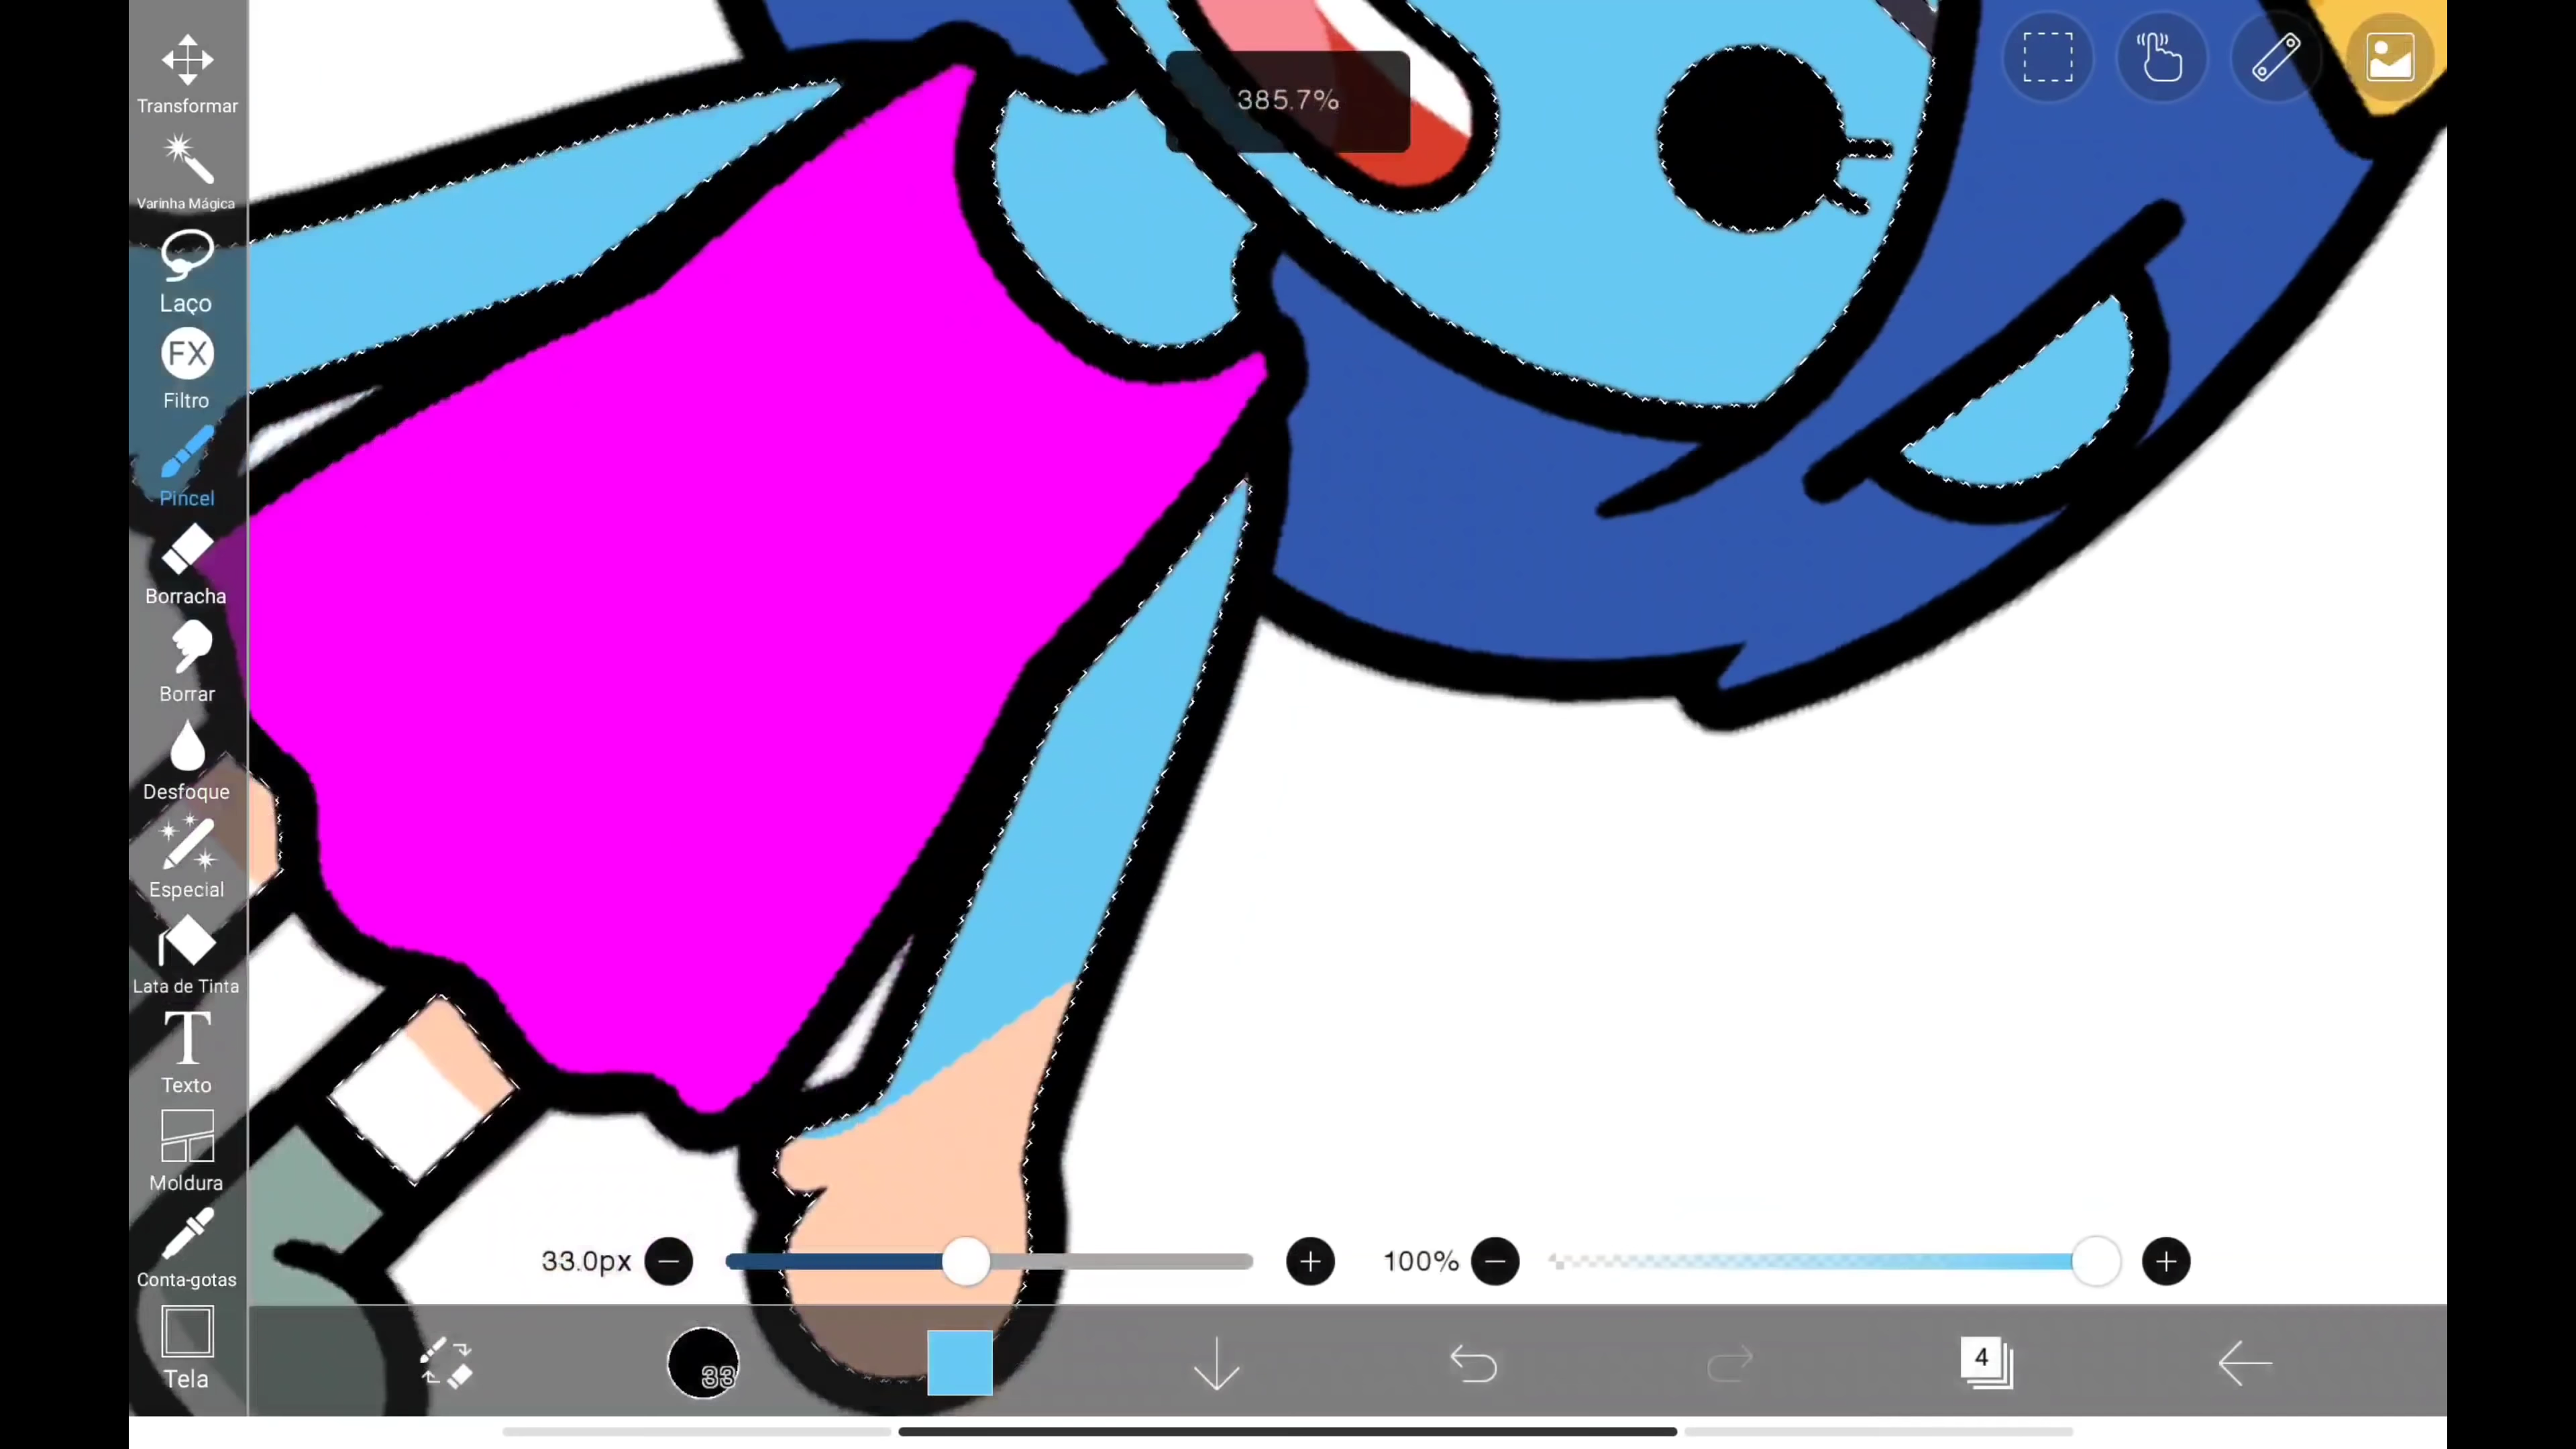 385.7%
Transformar
Varinha Mágica
Laço
FX
Filtro
Pincel
Borracha
Borrar
Desfoque
Especial
Lata de Tinta
T
Texto
Moldura
Conta-gotas
Tela
33.0px
100%
33
4